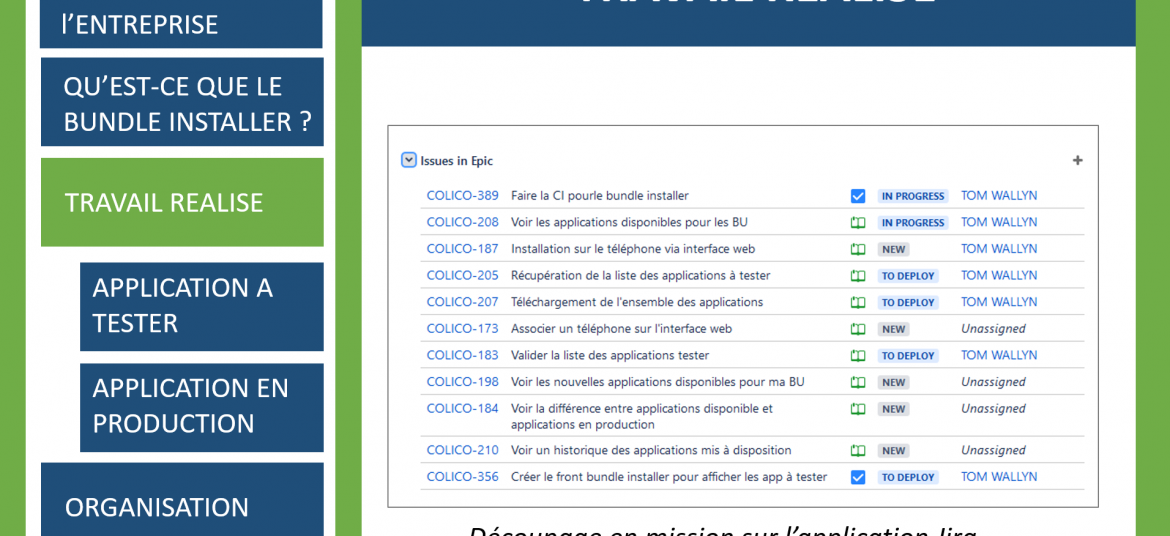 l'ENTREPRISE
QU'EST-CE QUE LE
BUNDLE INSTALLER ?
TRAVAIL REALISE
APPLICATION A
TESTER
APPLICATION EN
PRODUCTION
ORGANISATION
TRAVAIL REALISE
Issues in Epic +
COLICO-389 Faire la CI pourle bundle installer IN PROGRESS TOM WALLYN
COLICO-208 Voir les applications disponibles pour les BU IN PROGRESS TOM WALLYN
COLICO-187 Installation sur le téléphone via interface web NEW TOM WALLYN
COLICO-205 Récupération de la liste des applications à tester TO DEPLOY TOM WALLYN
COLICO-207 Téléchargement de l'ensemble des applications TO DEPLOY TOM WALLYN
COLICO-173 Associer un téléphone sur l'interface web NEW Unassigned
COLICO-183 Valider la liste des applications tester TO DEPLOY TOM WALLYN
COLICO-198 Voir les nouvelles applications disponibles pour ma BU NEW Unassigned
COLICO-184 Voir la différence entre applications disponible et NEW Unassigned
applications en production
COLICO-210 Voir un historique des applications mis à disposition NEW Unassigned
COLICO-356 Créer le front bundle installer pour afficher les app à tester TO DEPLOY TOM WALLYN
Découpage en mission sur l'application Jira